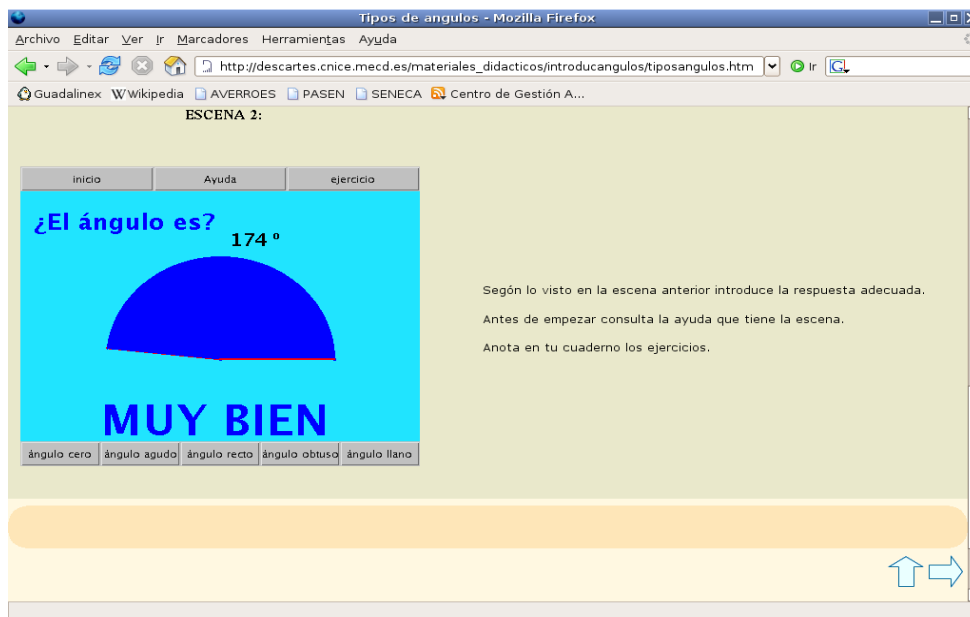 Tipos de angulos - Mozilla Firefox
Archivo Editar Ver Ir Marcadores Herramientas Ayuda
http://descartes.cnice.mecd.es/materiales_didacticos/introducangulos/tiposangulos.htm Ir G
Guadalinex W Wikipedia AVERROES PASEN SENECA Centro de Gestión A...
ESCENA 2:
inicio Ayuda ejercicio
¿El ángulo es?
174 º
Segón lo visto en la escena anterior introduce la respuesta adecuada.
Antes de empezar consulta la ayuda que tiene la escena.
Anota en tu cuaderno los ejercicios.
MUY BIEN
ángulo cero ángulo agudo ángulo recto ángulo obtuso ángulo llano